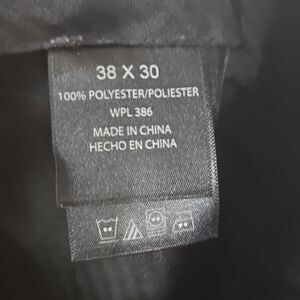 38 X 30
100% POLYESTER/POLIESTER
WPL 386
MADE IN CHINA
HECHO EN CHINA